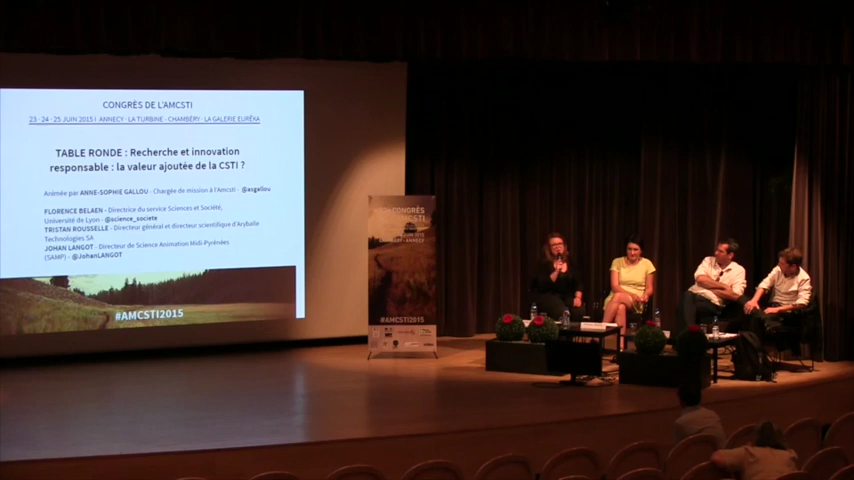 CONGRÈS DE L'AMCSTI
23 · 24 · 25 JUIN 2015 I ANNECY · LA TURBINE - CHAMBÉRY · LA GALERIE EURÊKA
TABLE RONDE : Recherche et innovation
responsable : la valeur ajoutée de la CSTI ?
Animée par ANNE-SOPHIE GALLOU - Chargée de mission à l'Amcsti - @asgallou
FLORENCE BELAEN - Directrice du service Sciences et Société,
Université de Lyon - @science_societe
TRISTAN ROUSSELLE - Directeur général et directeur scientifique d'Aryballe
Technologies SA
JOHAN LANGOT - Directeur de Science Animation Midi-Pyrénées
(SAMP) - @JohanLANGOT
#AMCSTI2015
CONGRÈS
AMCSTI